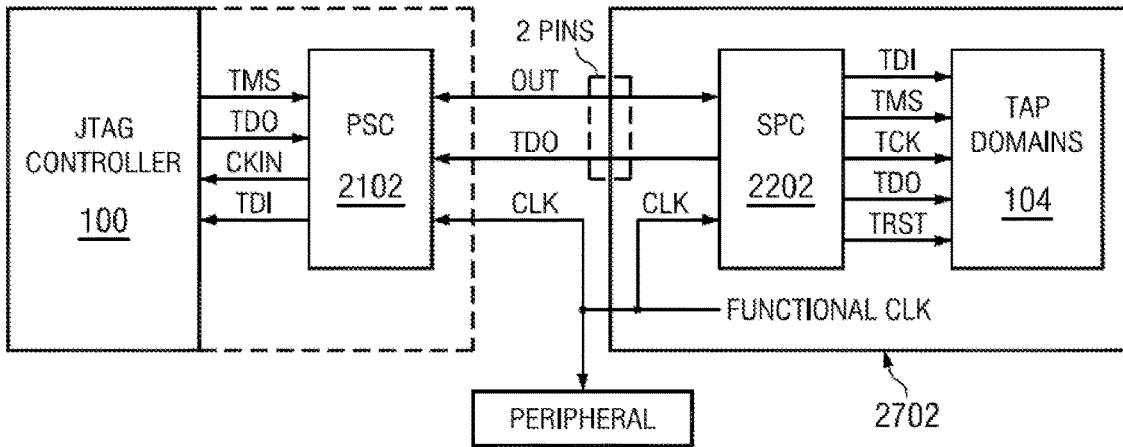 JTAG
CONTROLLER
100
TMS
TDO
CKIN
TDI
PSC
2102
2 PINS
OUT
TDO
CLK
CLK
SPC
2202
TDI
TMS
TCK
TDO
TRST
TAP
DOMAINS
104
FUNCTIONAL CLK
PERIPHERAL
2702